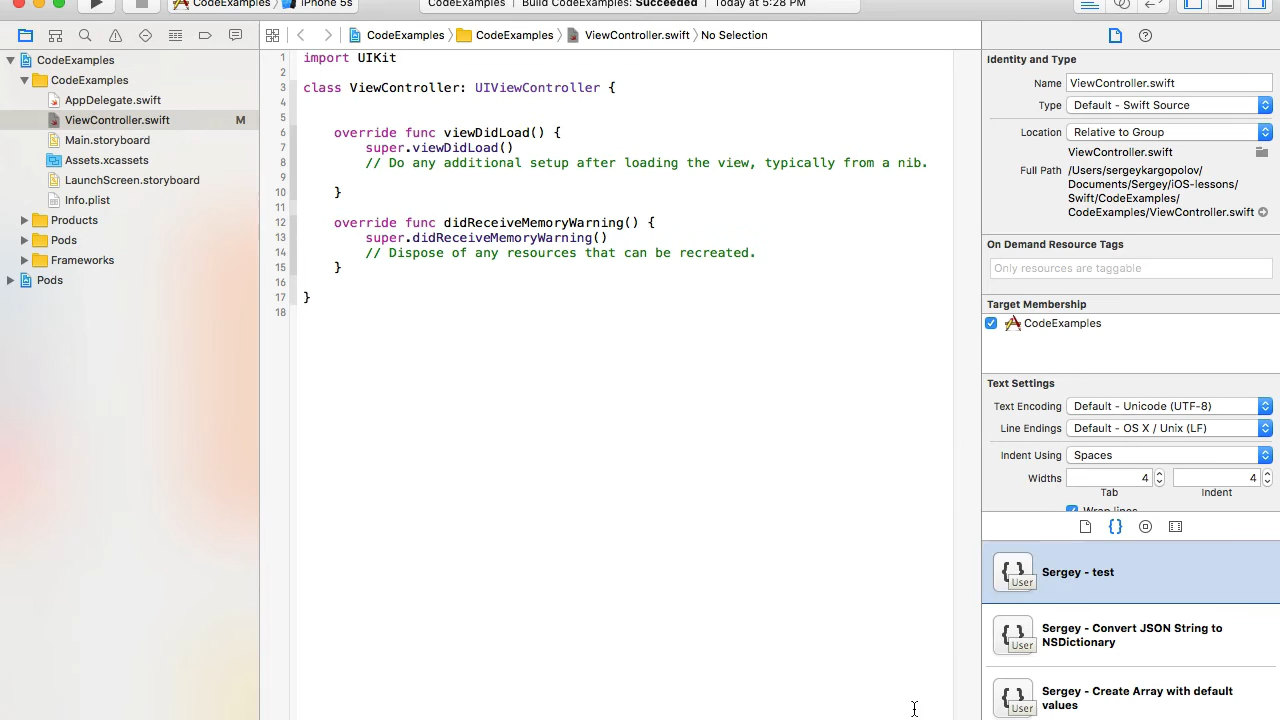 CodeExamples iPhone 5s CodeExamples Build CodeExamples: Succeeded Today at 5:28 PM
CodeExamples CodeExamples ViewController.swift No Selection
CodeExamples
CodeExamples
AppDelegate.swift
ViewController.swift M
Main.storyboard
Assets.xcassets
LaunchScreen.storyboard
Info.plist
Products
Pods
Frameworks
Pods
1 import UIKit
2
3 class ViewController: UIViewController {
4
5
6 override func viewDidLoad() {
7 super.viewDidLoad()
8 // Do any additional setup after loading the view, typically from a nib.
9
10 }
11
12 override func didReceiveMemoryWarning() {
13 super.didReceiveMemoryWarning()
14 // Dispose of any resources that can be recreated.
15 }
16
17 }
18
Identity and Type
Name ViewController.swift
Type Default - Swift Source
Location Relative to Group
ViewController.swift
Full Path /Users/sergeykargopolov/
Documents/Sergey/iOS-lessons/
Swift/CodeExamples/
CodeExamples/ViewController.swift
On Demand Resource Tags
Only resources are taggable
Target Membership
CodeExamples
Text Settings
Text Encoding Default - Unicode (UTF-8)
Line Endings Default - OS X / Unix (LF)
Indent Using Spaces
Widths 4 4
Tab Indent
Wrap lines
{}
{} User Sergey - test
{} User Sergey - Convert JSON String to
NSDictionary
{} User Sergey - Create Array with default
values